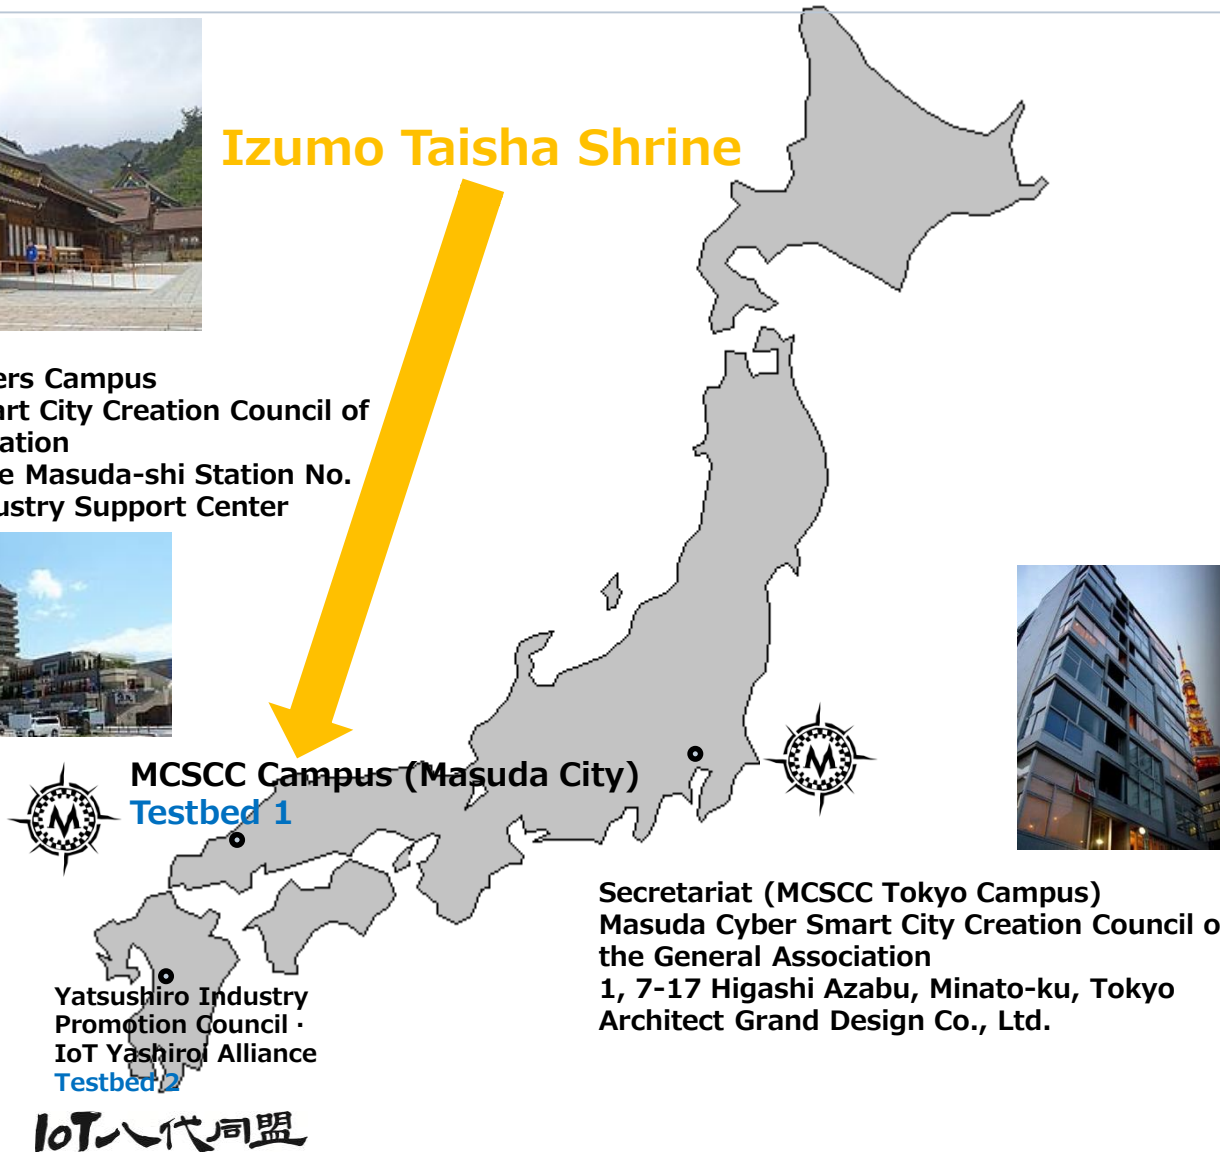 Izumo Taisha Shrine
ers Campus
art City Creation Council of
ation
e Masuda-shi Station No.
ustry Support Center
MCSCC Campus (Masuda City)
Testbed 1
M
M
Secretariat (MCSCC Tokyo Campus)
Masuda Cyber Smart City Creation Council o
the General Association
1, 7-17 Higashi Azabu, Minato-ku, Tokyo
Architect Grand Design Co., Ltd.
Yatsushiro Industry
Promotion Council ·
IoT Yashiroi Alliance
Testbed 2
IoT八代同盟